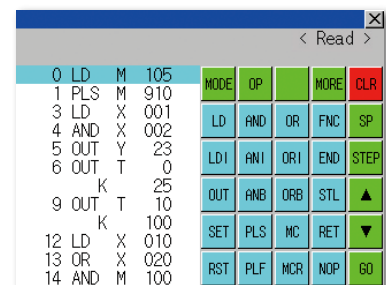 < Read >
0 LD M 105
1 PLS M 910
3 LD X 001
4 AND X 002
5 OUT Y 23
6 OUT T 0
K 25
9 OUT T 10
K 100
12 LD X 010
13 OR X 020
14 AND M 100
MODE OP MORE CLR
LD AND OR FNC SP
LDI ANI ORI END STEP
OUT ANB ORB STL ▲
SET PLS MC RET ▼
RST PLF MCR NOP GO